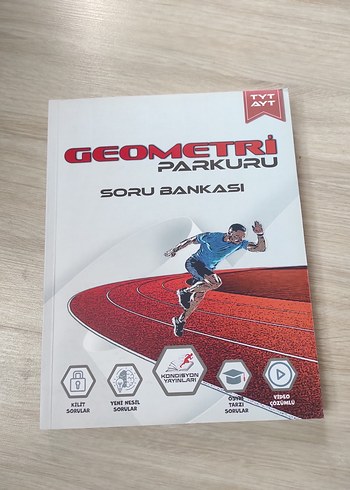 TYT
AYT
GEOMETRİ
PARKURU
SORU BANKASI
KİLİT
SORULAR
YENİ NESİL
SORULAR
KONDİSYON
YAYINLARI
ÖSYM
TARZI
SORULAR
VİDEO
ÇÖZÜMLÜ